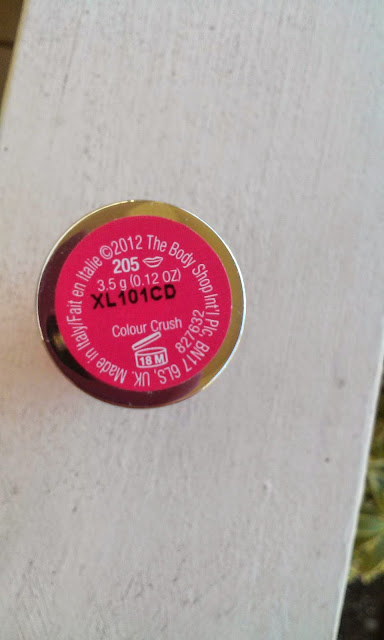 Made in Italy/Fait en Italie ©2012 The Body Shop Int'l Plc, BN17 6LS, UK.
205
3.5 g (0.12 OZ)
XL101CD
Colour Crush
827632
18 M